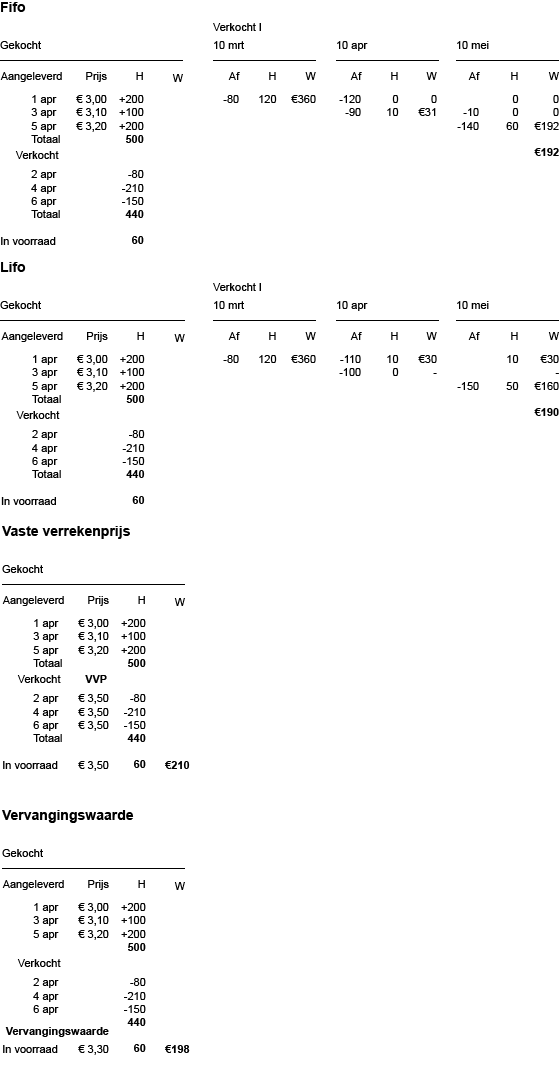 Fifo
Verkocht I
Gekocht 10 mrt 10 apr 10 mei
Aangeleverd Prijs H W Af H W Af H W Af H W
1 apr € 3,00 +200 -80 120 €360 -120 0 0 0 0
3 apr € 3,10 +100 -90 10 €31 -10 0 0
5 apr € 3,20 +200 -140 60 €192
Totaal 500
Verkocht €192
2 apr -80
4 apr -210
6 apr -150
Totaal 440
In voorraad 60
Lifo
Verkocht I
Gekocht 10 mrt 10 apr 10 mei
Aangeleverd Prijs H W Af H W Af H W Af H W
1 apr € 3,00 +200 -80 120 €360 -110 10 €30 10 €30
3 apr € 3,10 +100 -100 0 - -
5 apr € 3,20 +200 -150 50 €160
Totaal 500
Verkocht €190
2 apr -80
4 apr -210
6 apr -150
Totaal 440
In voorraad 60
Vaste verrekenprijs
Gekocht
Aangeleverd Prijs H W
1 apr € 3,00 +200
3 apr € 3,10 +100
5 apr € 3,20 +200
Totaal 500
Verkocht VVP
2 apr € 3,50 -80
4 apr € 3,50 -210
6 apr € 3,50 -150
Totaal 440
In voorraad € 3,50 60 €210
Vervangingswaarde
Gekocht
Aangeleverd Prijs H W
1 apr € 3,00 +200
3 apr € 3,10 +100
5 apr € 3,20 +200
500
Verkocht
2 apr -80
4 apr -210
6 apr -150
440
Vervangingswaarde
In voorraad € 3,30 60 €198